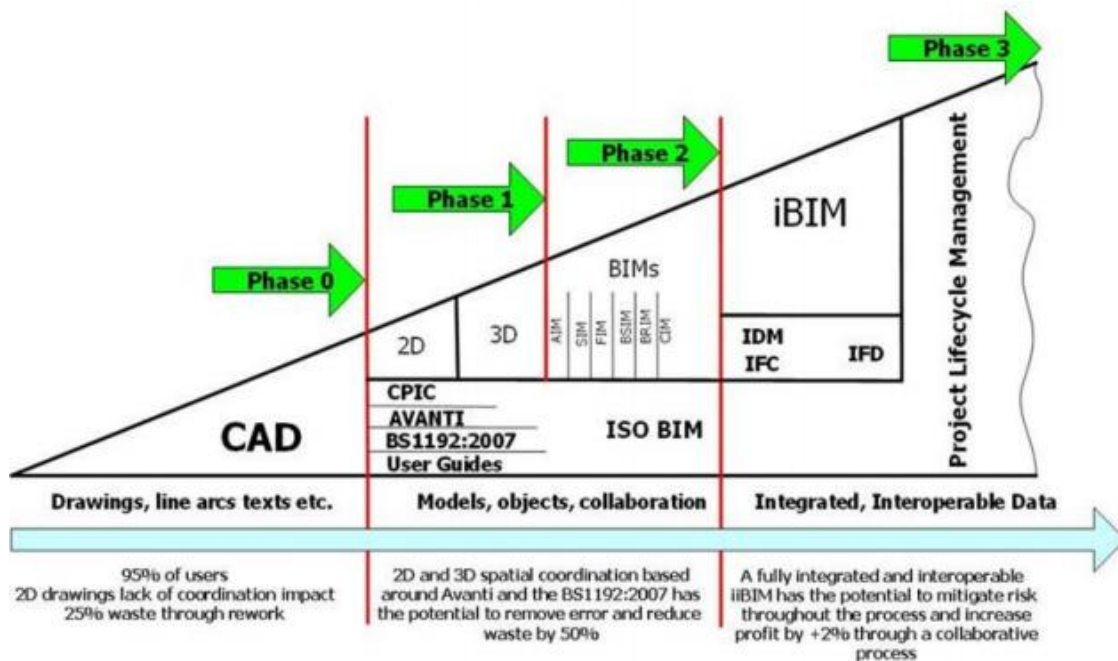 Phase 3
Phase 2
Phase 1
Phase 0
iBIM
BIMs
Project Lifecycle Management
2D
3D
AIM
SIM
FIM
BSIM
BRIM
CIM
IDM
IFC
IFD
CAD
CPIC
AVANTI
BS1192:2007
User Guides
ISO BIM
Drawings, line arcs texts etc.
Models, objects, collaboration
Integrated, Interoperable Data
95% of users
2D drawings lack of coordination impact
25% waste through rework
2D and 3D spatial coordination based
around Avanti and the BS1192:2007 has
the potential to remove error and reduce
waste by 50%
A fully integrated and interoperable
iiBIM has the potential to mitigate risk
throughout the process and increase
profit by +2% through a collaborative
process